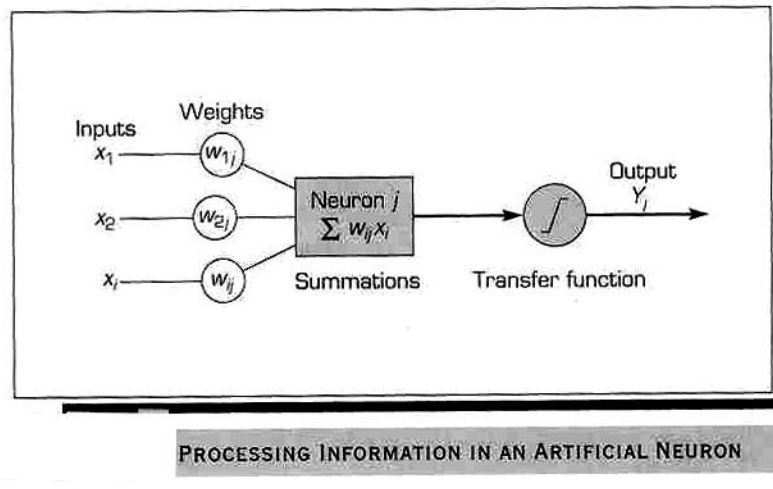 Weights
Inputs
x₁ w₁ⱼ
Output
Yⱼ
Neuron j
x₂ w₂ⱼ
Σ wᵢⱼxᵢ
xᵢ wᵢⱼ
Summations
Transfer function
PROCESSING INFORMATION IN AN ARTIFICIAL NEURON